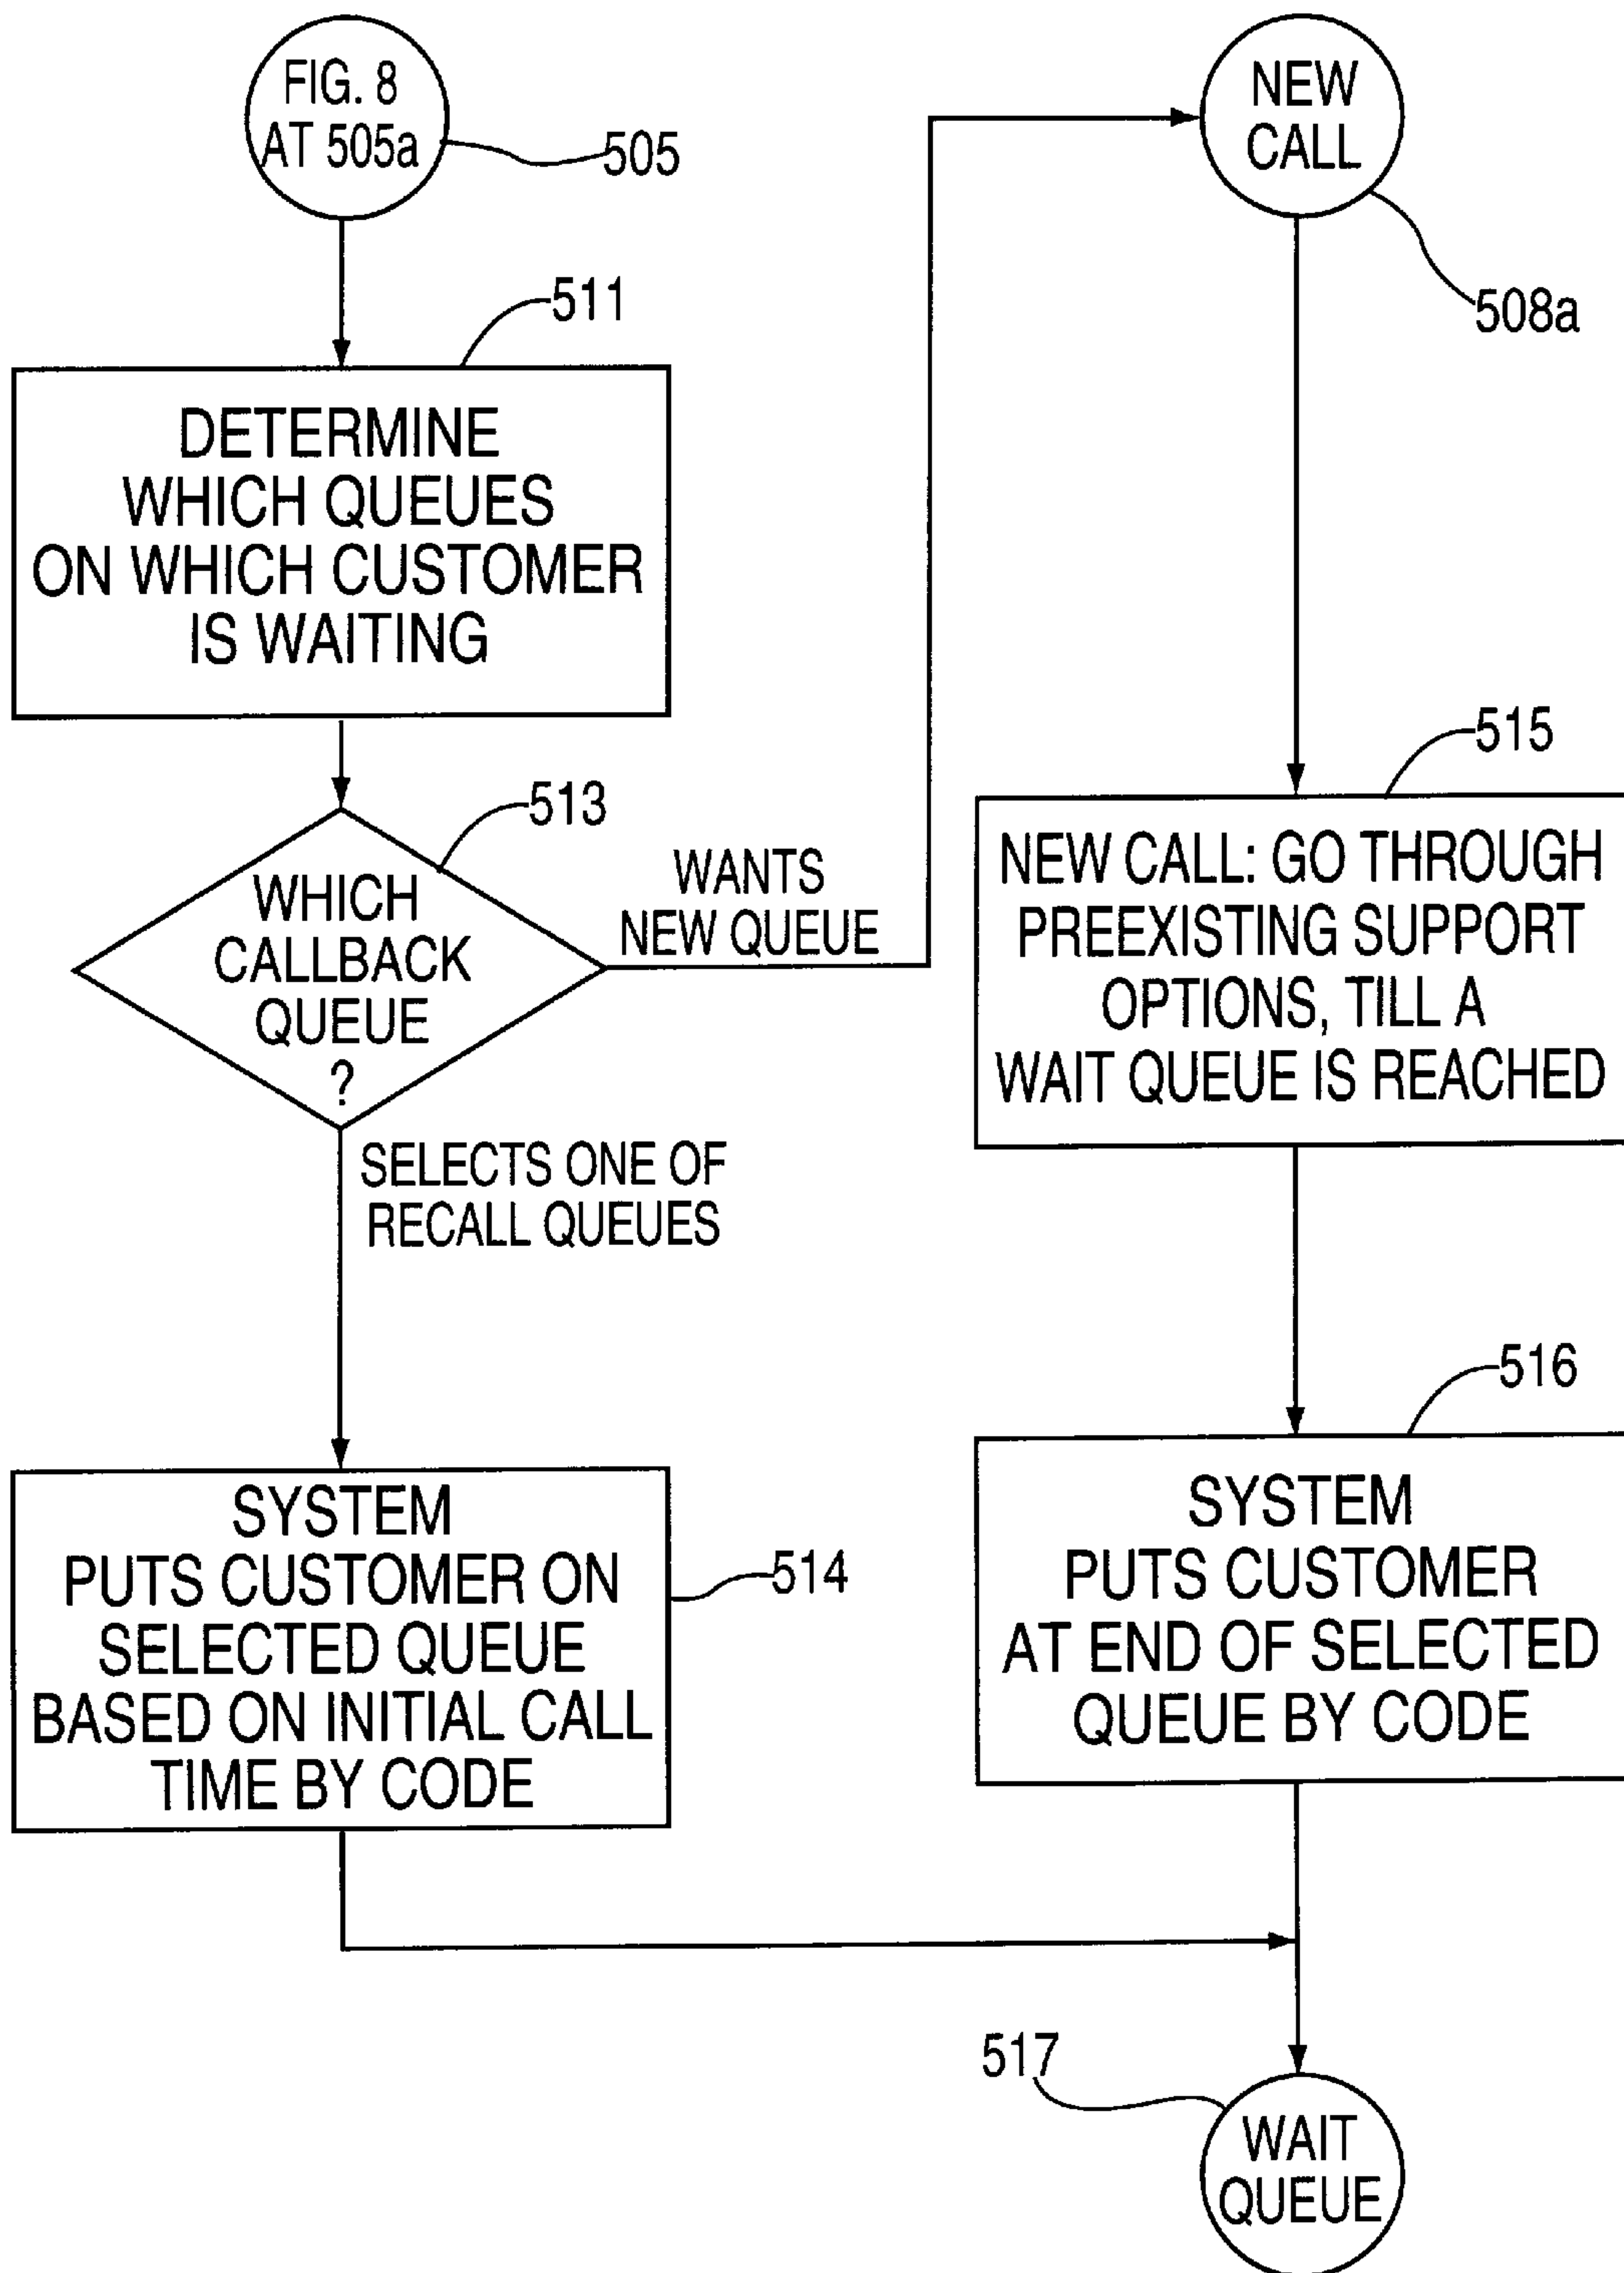 FIG. 8
AT 505a
505
511
DETERMINE
WHICH QUEUES
ON WHICH CUSTOMER
IS WAITING
513
WHICH
CALLBACK
QUEUE
?
WANTS
NEW QUEUE
SELECTS ONE OF
RECALL QUEUES
SYSTEM
PUTS CUSTOMER ON
SELECTED QUEUE
BASED ON INITIAL CALL
TIME BY CODE
514
NEW
CALL
508a
515
NEW CALL: GO THROUGH
PREEXISTING SUPPORT
OPTIONS, TILL A
WAIT QUEUE IS REACHED
516
SYSTEM
PUTS CUSTOMER
AT END OF SELECTED
QUEUE BY CODE
517
WAIT
QUEUE